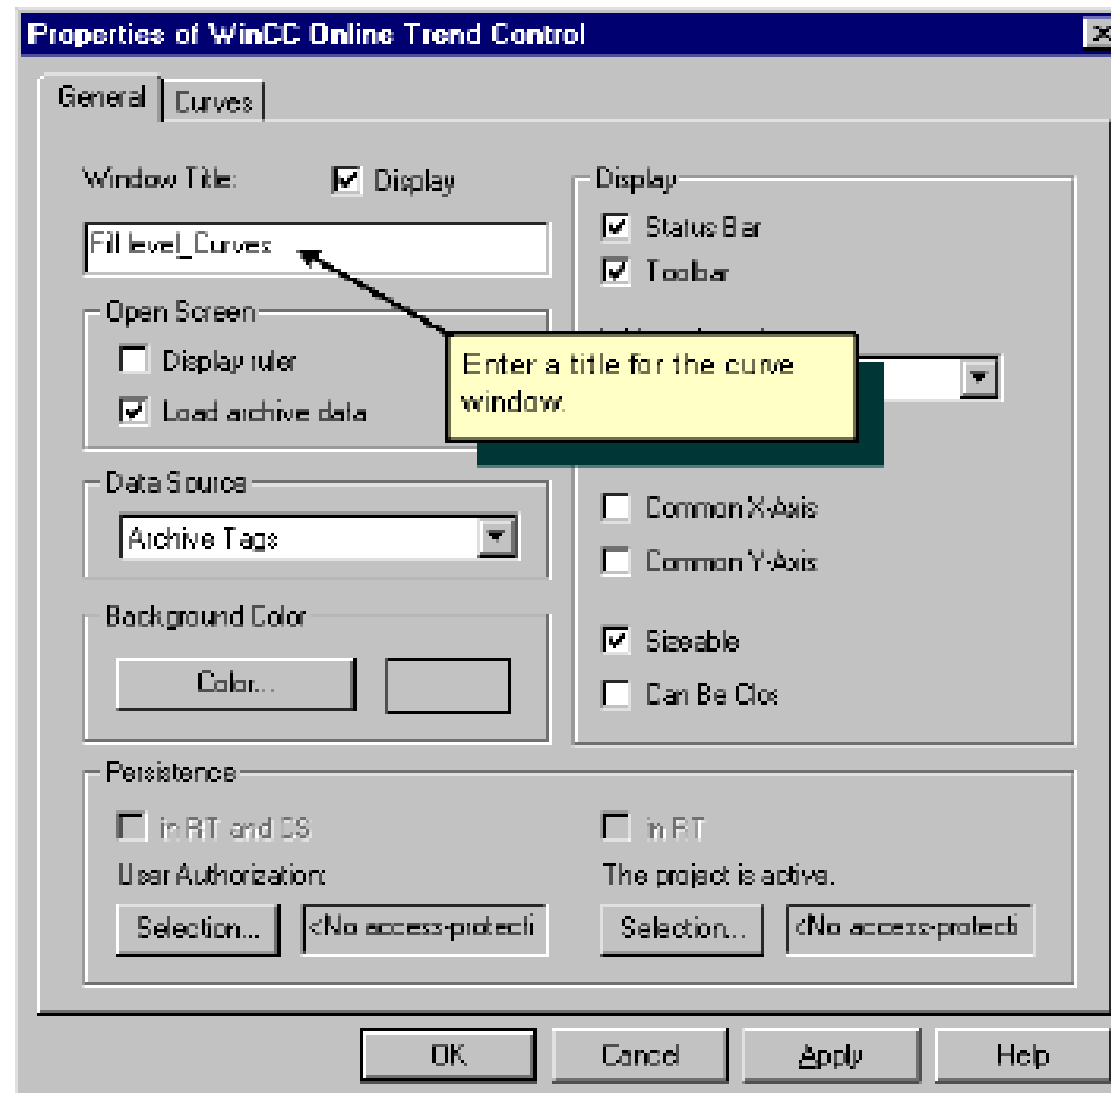 Properties of WinCC Online Trend Control
General
Curves
Window Title:
Display
Fill level_Curves
Open Screen
Display ruler
Load archive data
Data Source
Archive Tags
Background Color
Color...
Display
Status Bar
Toolbar
Enter a title for the curve
window.
Common X-Axis
Common Y-Axis
Sizeable
Can Be Clos
Persistence
in RT and CS
in RT
User Authorization:
The project is active.
Selection...
<No access-protecti
Selection...
<No access-protecti
OK
Cancel
Apply
Help